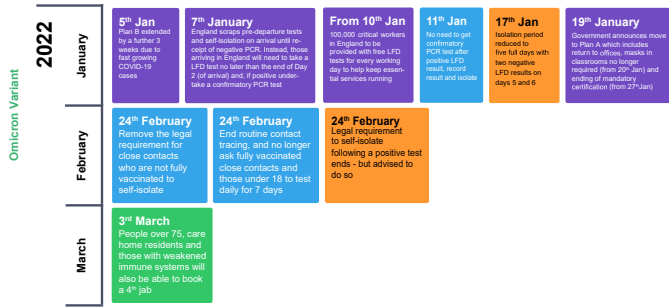 Omicron Variant
2022
January
5th Jan
Plan B extended
by a further 3
weeks due to
fast growing
COVID-19
cases
7th January
England scraps pre-departure tests
and self-isolation on arrival until re-
ceipt of negative PCR. Instead, those
arriving in England will need to take a
LFD test no later than the end of Day
2 (of arrival) and, if positive under-
take a confirmatory PCR test
From 10th Jan
100,000 critical workers in
England to be provided
with free LFD tests for
every working day to help
keep essential services
running
11th Jan
No need to get
confirmatory
PCR test after
positive LFD
result, record
result and isolate
17th Jan
Isolation period
reduced to
five full days with
two negative
LFD results on
days 5 and 6
19th January
Government announces move
to Plan A which includes return
to offices, masks in
classrooms no longer
required (from 20th Jan) and
ending of mandatory
certification (from 27thJan)
February
24th February
Remove the legal
requirement for
close contacts
who are not fully
vaccinated to
self-isolate
24th February
End routine contact
tracing, and no longer
ask fully vaccinated
close contacts and
those under 18 to test
daily for 7 days
24th February
Legal requirement
to self-isolate
following a positive test
ends - but advised to
do so
March
3rd March
People over 75, care
home residents and
those with weakened
immune systems will
also be able to book
a 4th jab